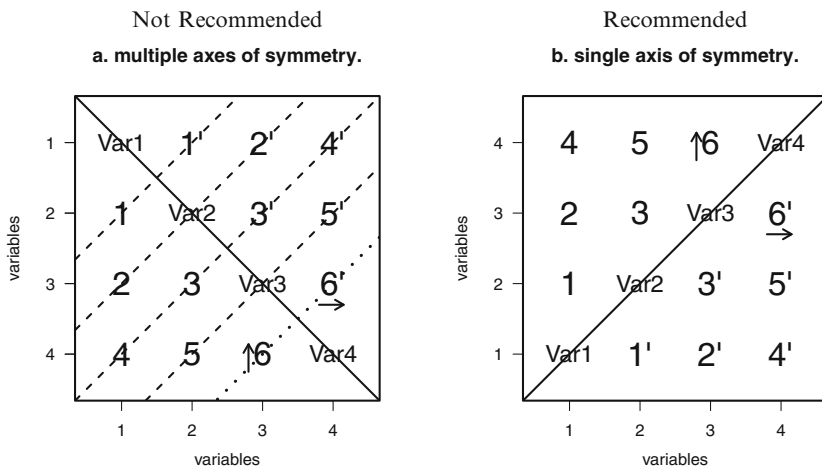 Not Recommended
Recommended
a. multiple axes of symmetry.
b. single axis of symmetry.
1 Var1 1' 2' 4'
2 1 Var2 3' 5'
3 2 3 Var3 6'
4 4 5 6 Var4
1 2 3 4
variables
variables
4 4 5 6 Var4
3 2 3 Var3 6'
2 1 Var2 3' 5'
1 Var1 1' 2' 4'
1 2 3 4
variables
variables